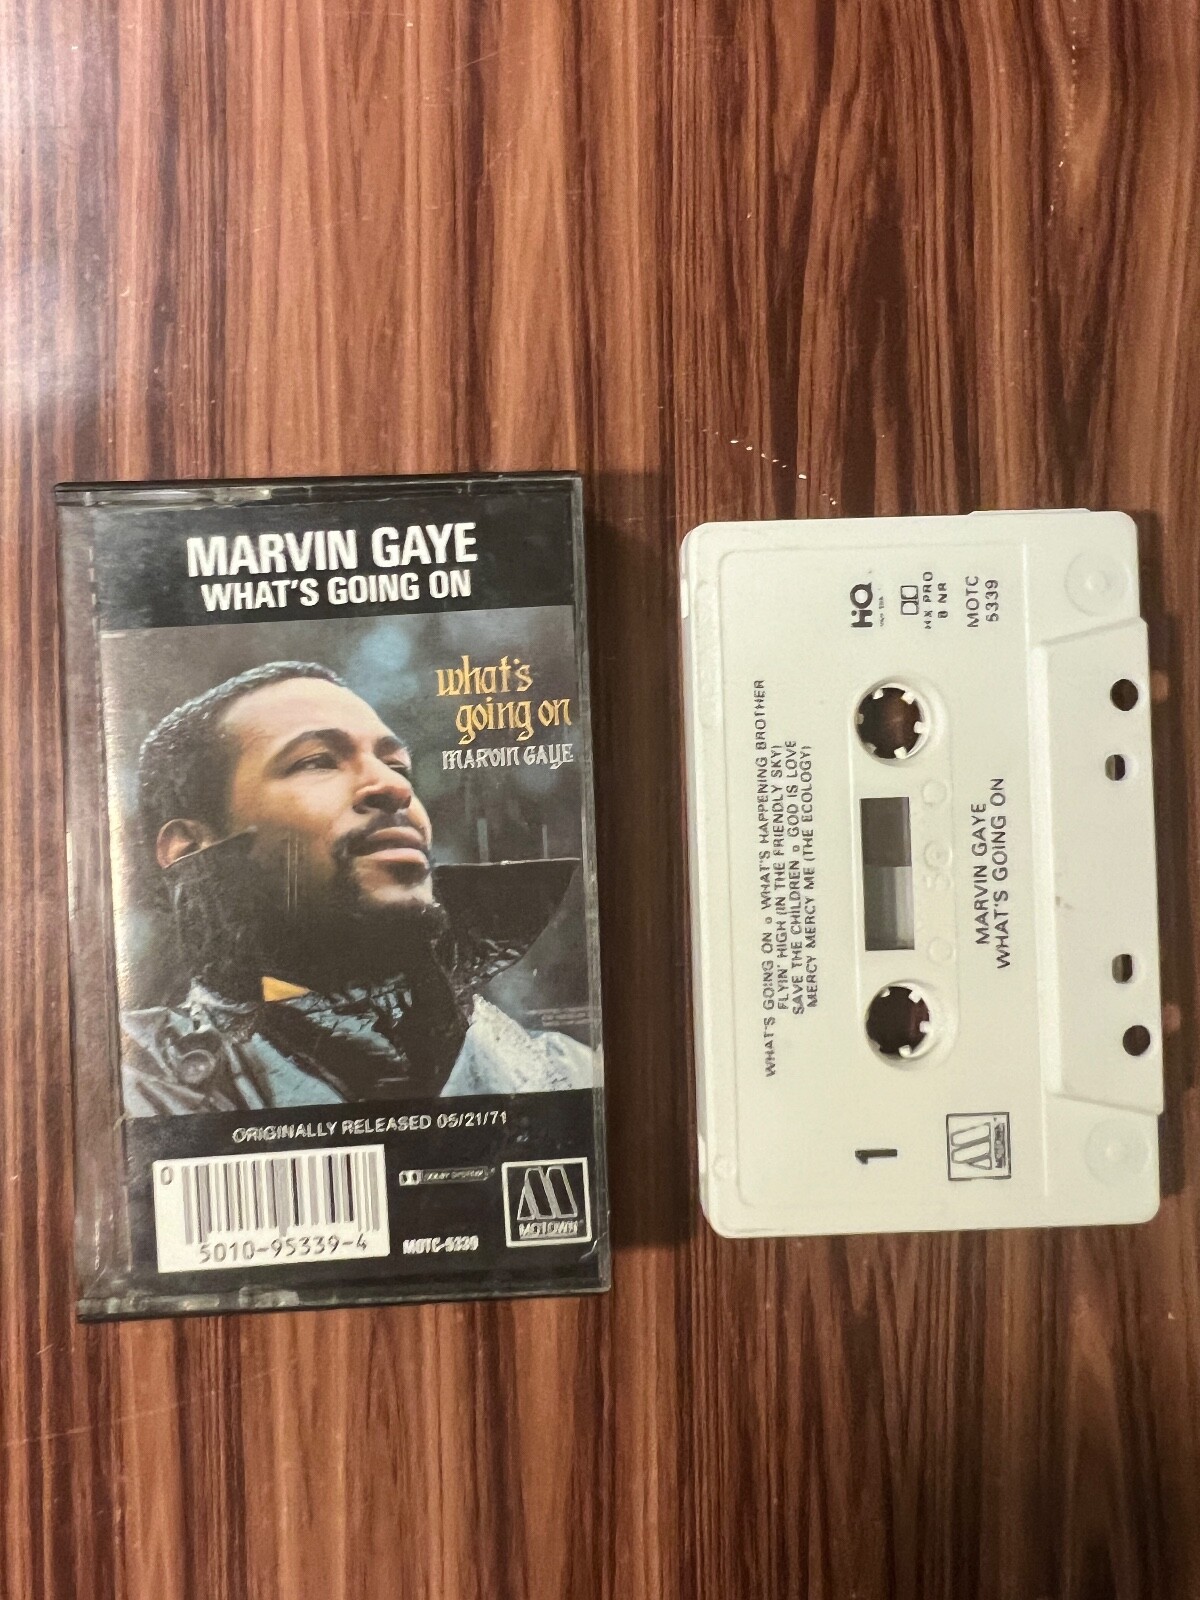 MARVIN GAYE
WHAT'S GOING ON
what's
going on
MARVIN GAYE
ORIGINALLY RELEASED 05/21/71
0
5010-95339-4
DOLBY SYSTEM
MOTC-5339
MOTOWN
HQ
HX PRO
B NR
MOTC
5339
WHAT'S GOING ON WHAT'S HAPPENING BROTHER
FLYIN' HIGH (IN THE FRIENDLY SKY)
SAVE THE CHILDREN GOD IS LOVE
MERCY MERCY ME (THE ECOLOGY)
MARVIN GAYE
WHAT'S GOING ON
1
MOTOWN